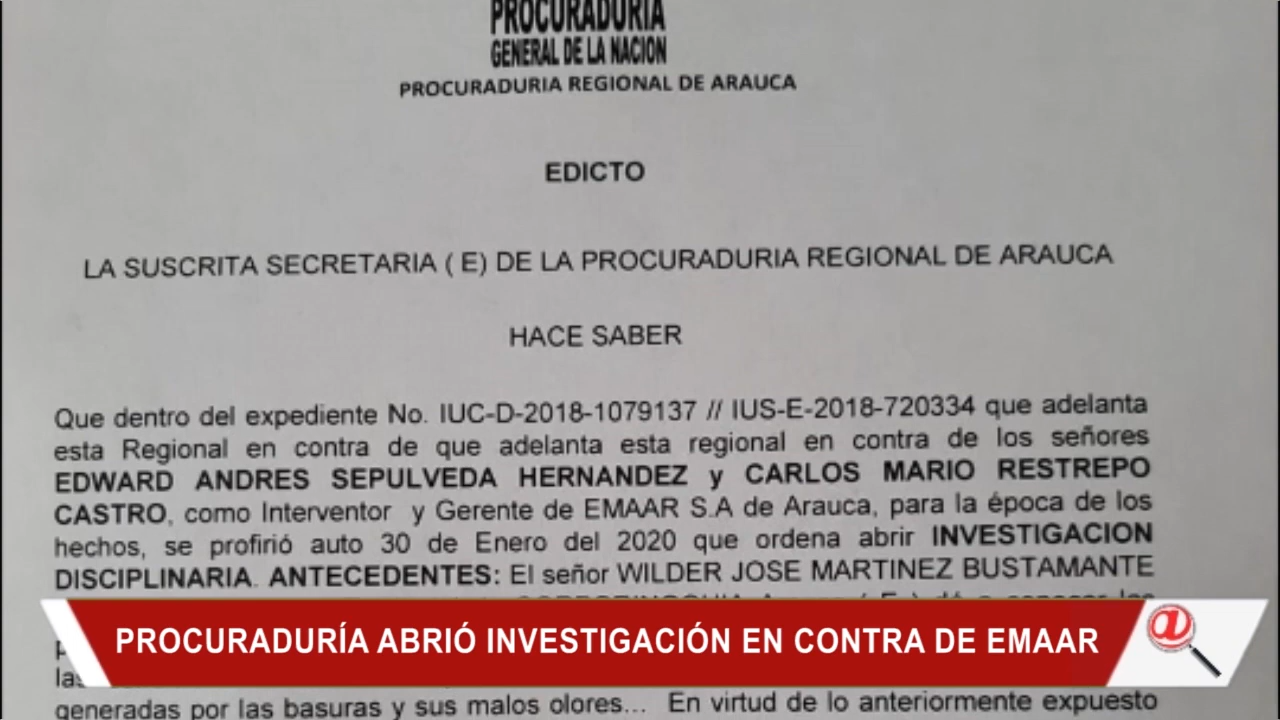 PROCURADURIA
GENERAL DE LA NACION
PROCURADURIA REGIONAL DE ARAUCA
EDICTO
LA SUSCRITA SECRETARIA ( E) DE LA PROCURADURIA REGIONAL DE ARAUCA
HACE SABER
Que dentro del expediente No. IUC-D-2018-1079137 // IUS-E-2018-720334 que adelanta
esta Regional en contra de que adelanta esta regional en contra de los señores
EDWARD ANDRES SEPULVEDA HERNANDEZ y CARLOS MARIO RESTREPO
CASTRO, como Interventor y Gerente de EMAAR S.A de Arauca, para la época de los
hechos, se profirió auto 30 de Enero del 2020 que ordena abrir INVESTIGACION
DISCIPLINARIA. ANTECEDENTES: El señor WILDER JOSE MARTINEZ BUSTAMANTE
PROCURADURÍA ABRIÓ INVESTIGACIÓN EN CONTRA DE EMAAR
generadas por las basuras y sus malos olores... En virtud de lo anteriormente expuesto